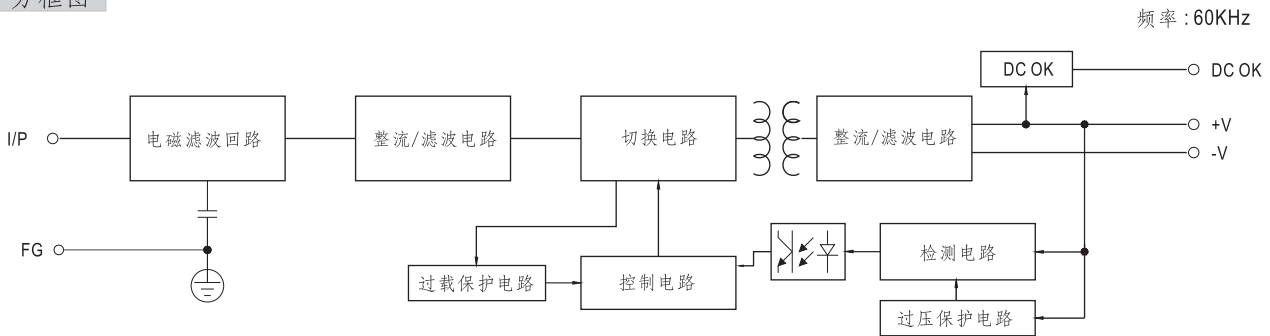 方框图
频率 : 60KHz
DC OK
DC OK
I/P
电磁滤波回路
整流/滤波电路
切换电路
整流/滤波电路
+V
-V
FG
过载保护电路
控制电路
检测电路
过压保护电路